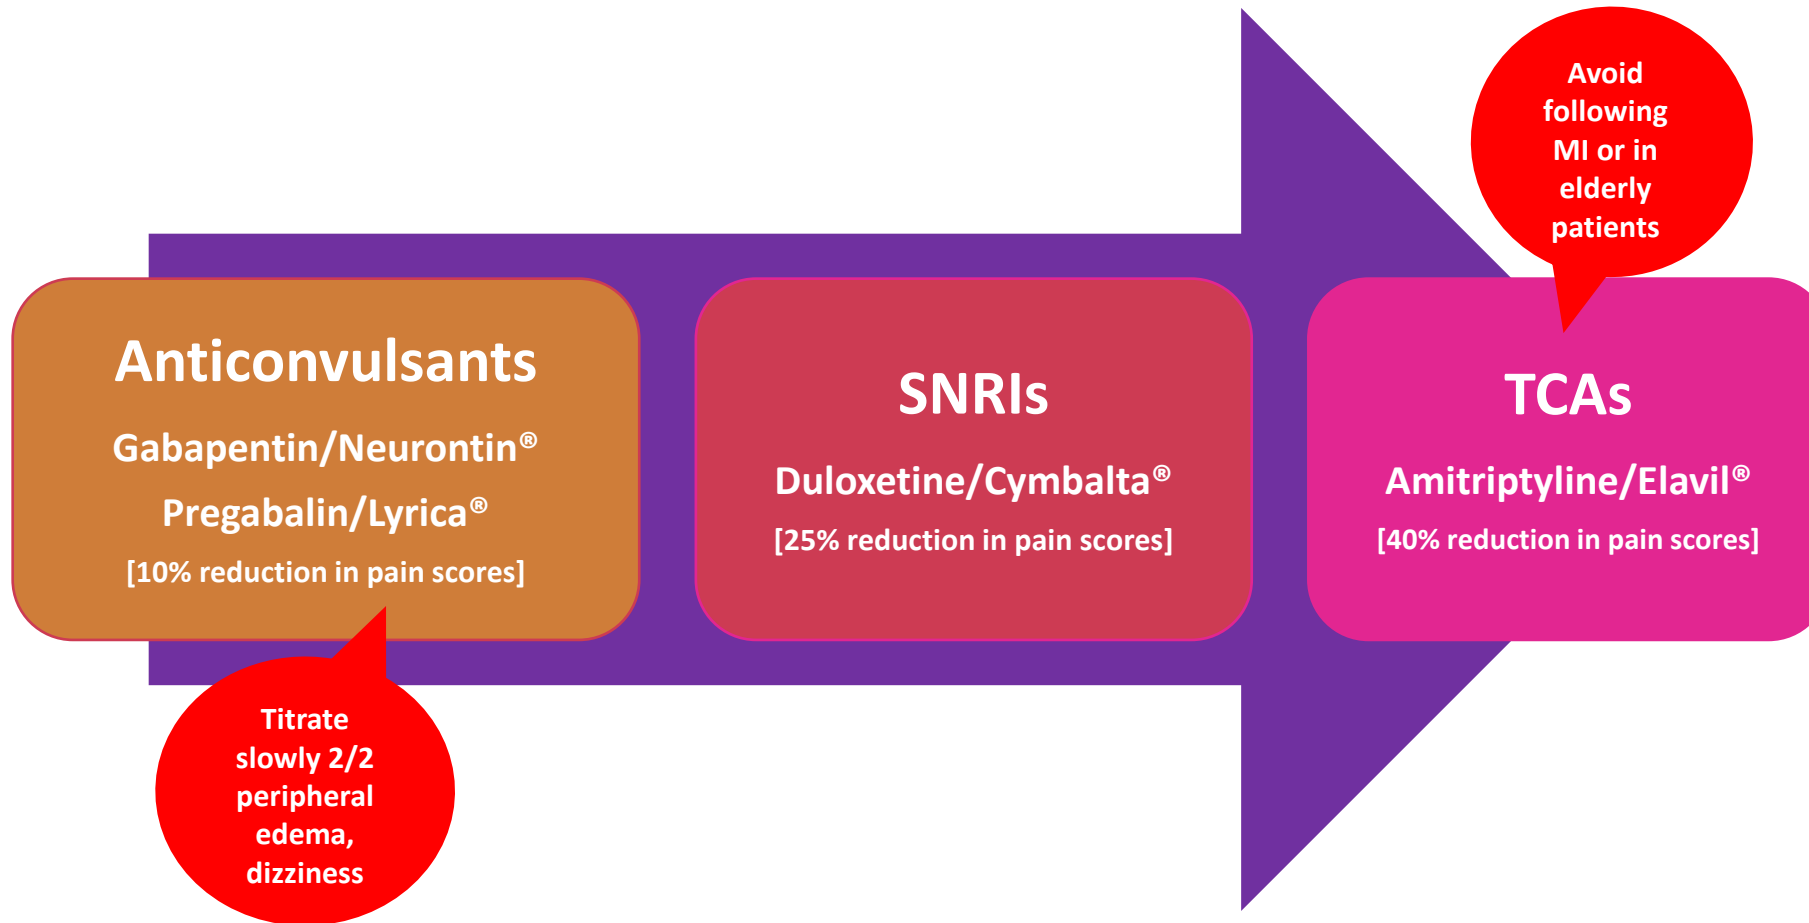 Avoid
following
MI or in
elderly
patients
Anticonvulsants
Gabapentin/Neurontin®
Pregabalin/Lyrica®
[10% reduction in pain scores]
SNRIs
Duloxetine/Cymbalta®
[25% reduction in pain scores]
TCAs
Amitriptyline/Elavil®
[40% reduction in pain scores]
Titrate
slowly 2/2
peripheral
edema,
dizziness